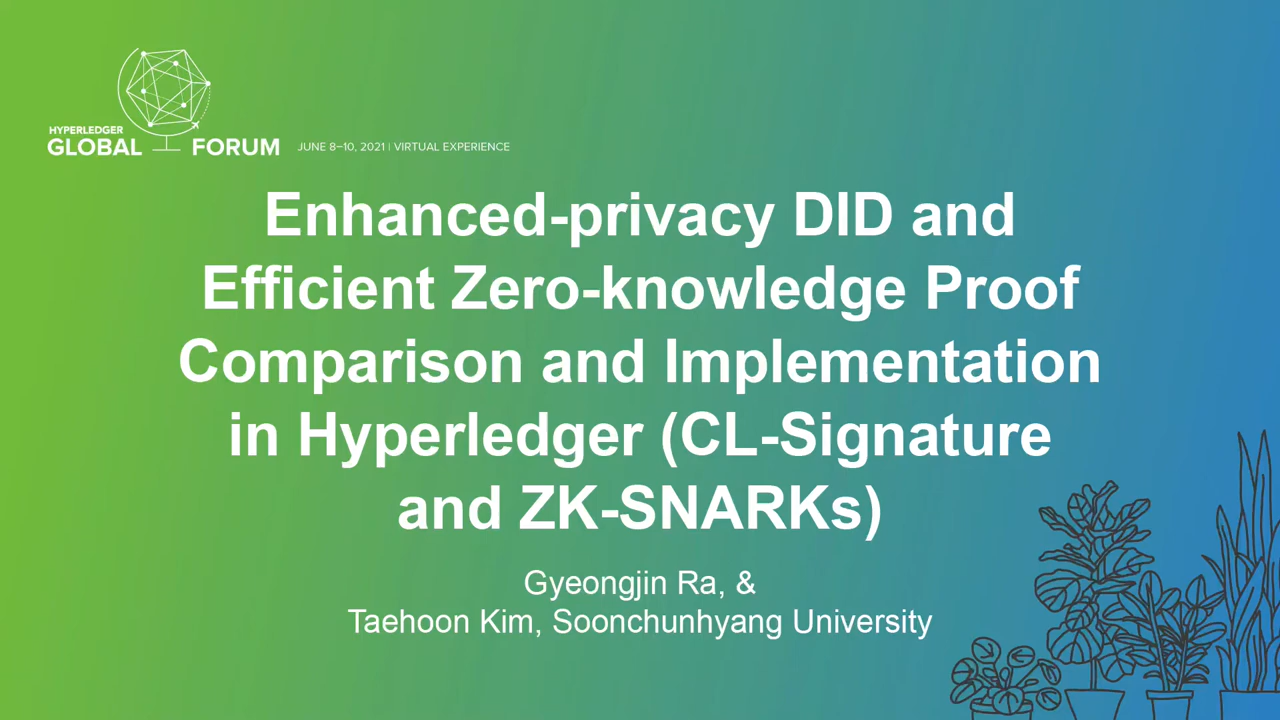 HYPERLEDGER
GLOBAL FORUM
JUNE 8–10, 2021 | VIRTUAL EXPERIENCE
Enhanced-privacy DID and
Efficient Zero-knowledge Proof
Comparison and Implementation
in Hyperledger (CL-Signature
and ZK-SNARKs)
Gyeongjin Ra, &
Taehoon Kim, Soonchunhyang University